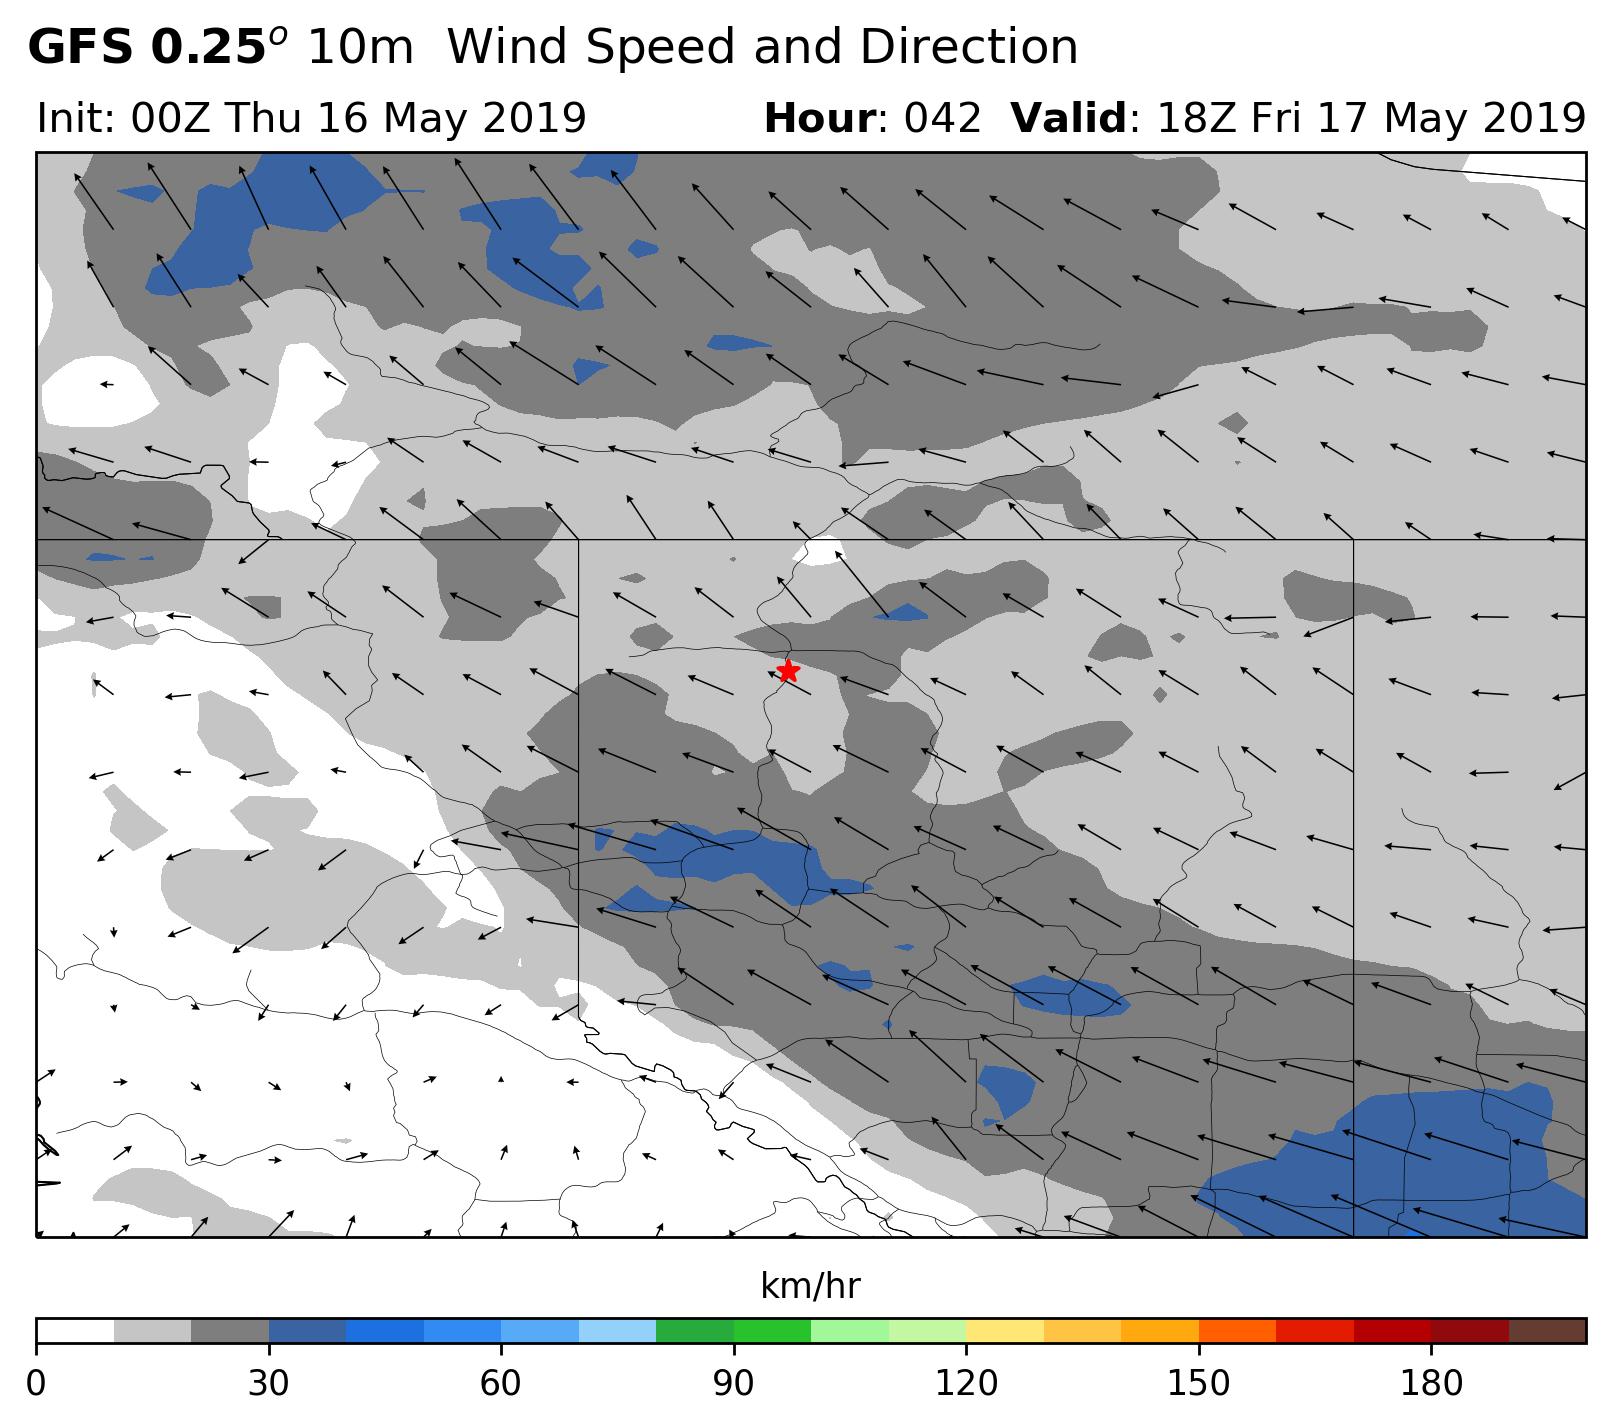 GFS 0.25° 10m  Wind Speed and Direction
Init: 00Z Thu 16 May 2019  Hour: 042  Valid: 18Z Fri 17 May 2019
km/hr
0 30 60 90 120 150 180